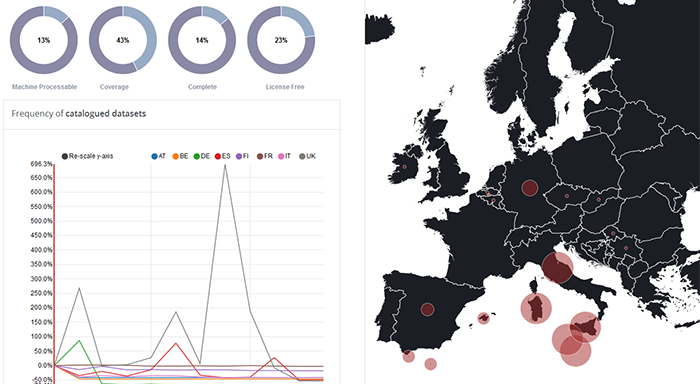 13%
43%
14%
23%
Machine Processable
Coverage
Complete
License Free
Frequency of catalogued datasets
Re-scale y-axis
AT BE DE ES FI FR IT UK
696.3%
650.0%
600.0%
550.0%
500.0%
450.0%
400.0%
350.0%
300.0%
250.0%
200.0%
150.0%
100.0%
50.0%
0.0%
-50.9%